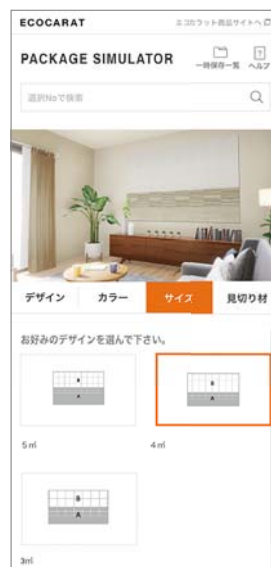 ECOCARAT
エコカラット商品サイトへ
PACKAGE SIMULATOR
一時保存一覧
ヘルプ
選択Noで検索
デザイン
カラー
サイズ
見切り材
お好みのデザインを選んで下さい。
B
A
B
A
5㎡
4㎡
B
A
3㎡